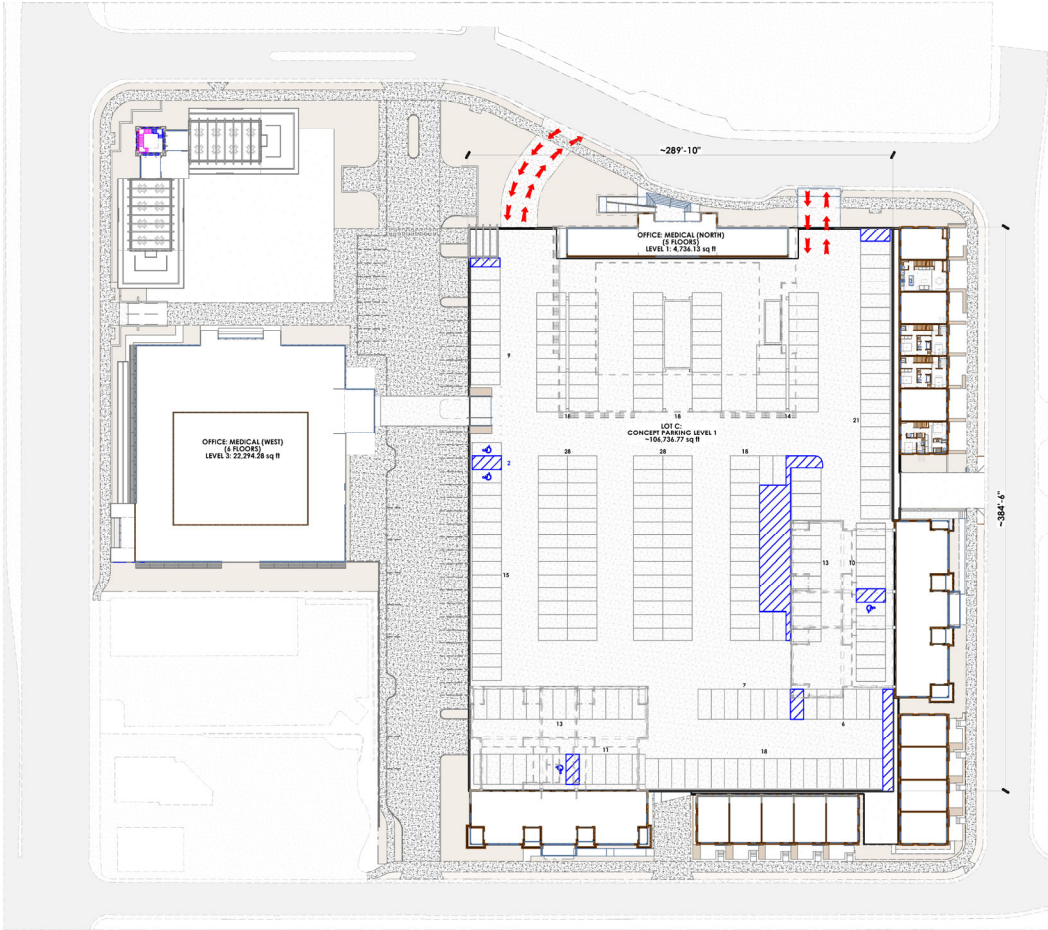 ~289'-10"
OFFICE: MEDICAL (NORTH)
(5 FLOORS)
LEVEL 1: 4,736.13 sq ft
9
16
18
14
21
LOT C:
CONCEPT PARKING LEVEL 1
~106,736.77 sq ft
OFFICE: MEDICAL (WEST)
(6 FLOORS)
LEVEL 3: 22,294.28 sq ft
28
28
18
2
~384'-6"
13
10
15
7
6
13
11
18